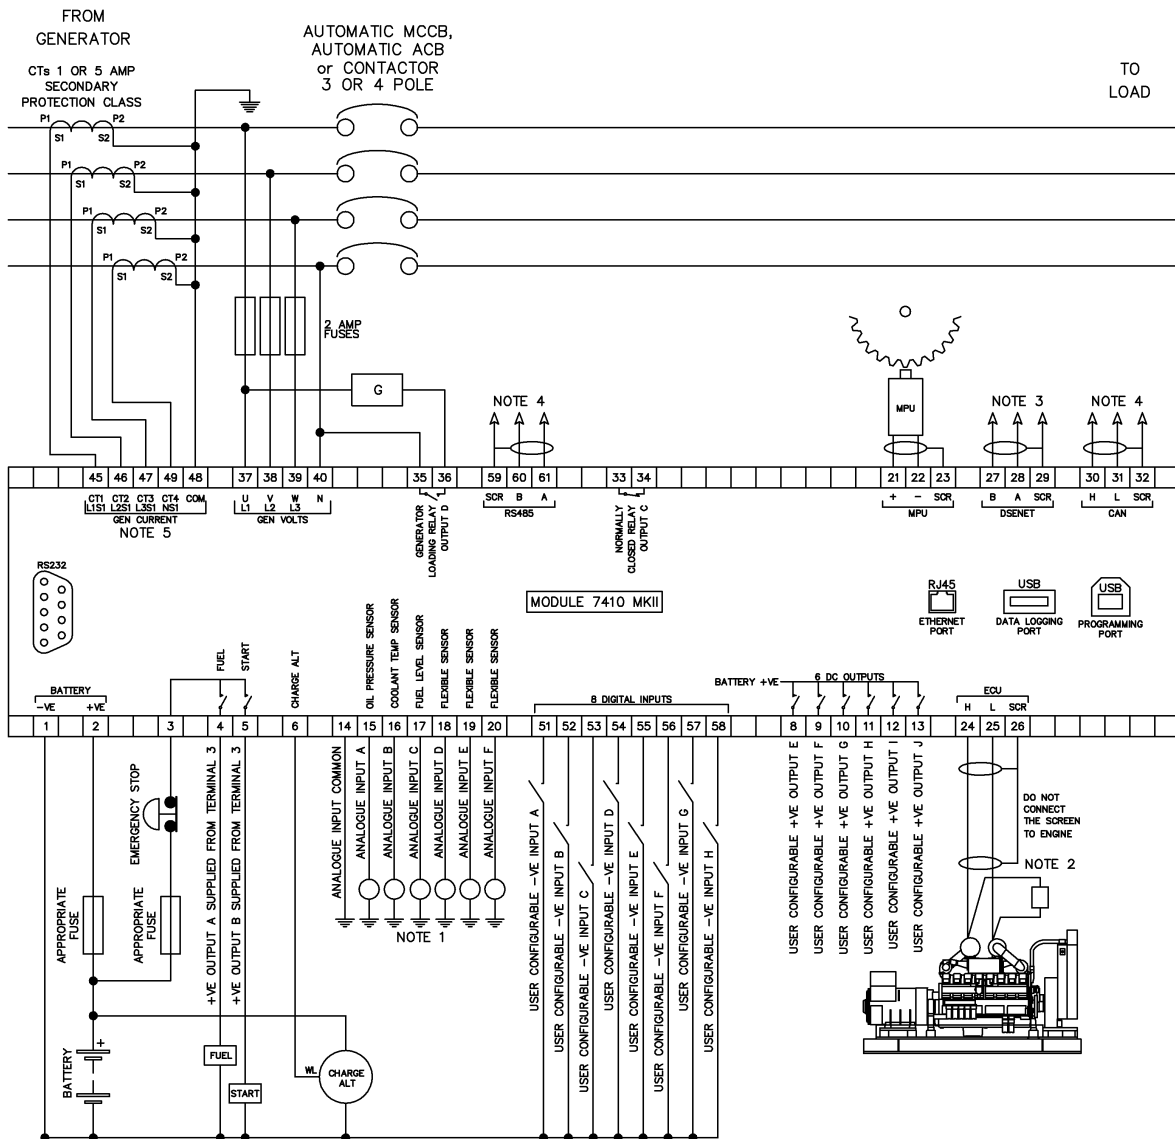 FROM
GENERATOR
CTs 1 OR 5 AMP
SECONDARY
PROTECTION CLASS
AUTOMATIC MCCB,
AUTOMATIC ACB
or CONTACTOR
3 OR 4 POLE
TO
LOAD
P1 P2
S1 S2
P1 P2
S1 S2
P1 P2
S1 S2
P1 P2
S1 S2
2 AMP
FUSES
G
MPU
NOTE 4
NOTE 3
NOTE 4
45 46 47 49 48 37 38 39 40 35 36 59 60 61 33 34 21 22 23 27 28 29 30 31 32
CT1 CT2 CT3 CT4 COM
L1S1 L2S1 L3S1 NS1
GEN CURRENT
NOTE 5
U V W N
L1 L2 L3
GEN VOLTS
GENERATOR
LOADING RELAY
OUTPUT D
SCR B A
RS485
NORMALLY
CLOSED RELAY
OUTPUT C
+ − SCR
MPU
B A SCR
DSENET
H L SCR
CAN
RS232
MODULE 7410 MKII
RJ45
ETHERNET
PORT
USB
DATA LOGGING
PORT
USB
PROGRAMMING
PORT
BATTERY
−VE +VE
FUEL
START
CHARGE ALT
OIL PRESSURE SENSOR
COOLANT TEMP SENSOR
FUEL LEVEL SENSOR
FLEXIBLE SENSOR
FLEXIBLE SENSOR
FLEXIBLE SENSOR
8 DIGITAL INPUTS
BATTERY +VE
6 DC OUTPUTS
ECU
H L SCR
1 2 3 4 5 6 14 15 16 17 18 19 20 51 52 53 54 55 56 57 58 8 9 10 11 12 13 24 25 26
EMERGENCY STOP
APPROPRIATE
FUSE
APPROPRIATE
FUSE
+VE OUTPUT A SUPPLIED FROM TERMINAL 3
+VE OUTPUT B SUPPLIED FROM TERMINAL 3
ANALOGUE INPUT COMMON
ANALOGUE INPUT A
ANALOGUE INPUT B
ANALOGUE INPUT C
ANALOGUE INPUT D
ANALOGUE INPUT E
ANALOGUE INPUT F
NOTE 1
USER CONFIGURABLE −VE INPUT A
USER CONFIGURABLE −VE INPUT B
USER CONFIGURABLE −VE INPUT C
USER CONFIGURABLE −VE INPUT D
USER CONFIGURABLE −VE INPUT E
USER CONFIGURABLE −VE INPUT F
USER CONFIGURABLE −VE INPUT G
USER CONFIGURABLE −VE INPUT H
USER CONFIGURABLE +VE OUTPUT E
USER CONFIGURABLE +VE OUTPUT F
USER CONFIGURABLE +VE OUTPUT G
USER CONFIGURABLE +VE OUTPUT H
USER CONFIGURABLE +VE OUTPUT I
USER CONFIGURABLE +VE OUTPUT J
DO NOT
CONNECT
THE SCREEN
TO ENGINE
NOTE 2
BATTERY
+
FUEL
START
WL
CHARGE
ALT